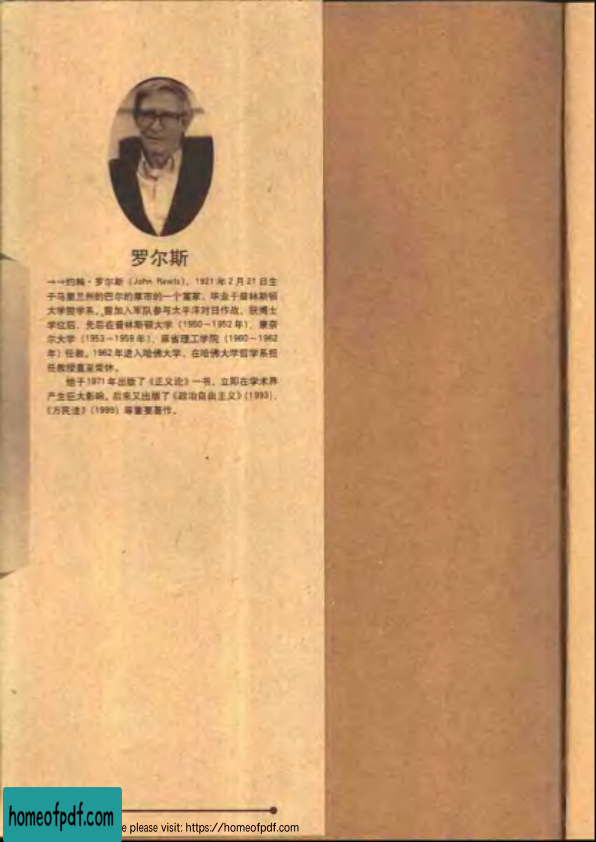 罗尔斯
→→约翰·罗尔斯 (John Rawls), 1921年2月21日生
于马里兰州的巴尔的摩市的一个富家, 毕业于普林斯顿
大学哲学系, 曾加入军队参与太平洋对日作战, 获博士
学位后, 先后在普林斯顿大学 (1950-1952年)、康奈
尔大学 (1953-1959年)、麻省理工学院 (1960-1962
年) 任教。1962年进入哈佛大学, 在哈佛大学哲学系担
任教授直至荣休。
他于1971年出版了《正义论》一书, 立即在学术界
产生巨大影响。后来又出版了《政治自由主义》(1993)、
《万民法》(1999) 等重要著作。
homeofpdf.com
e please visit: https://homeofpdf.com